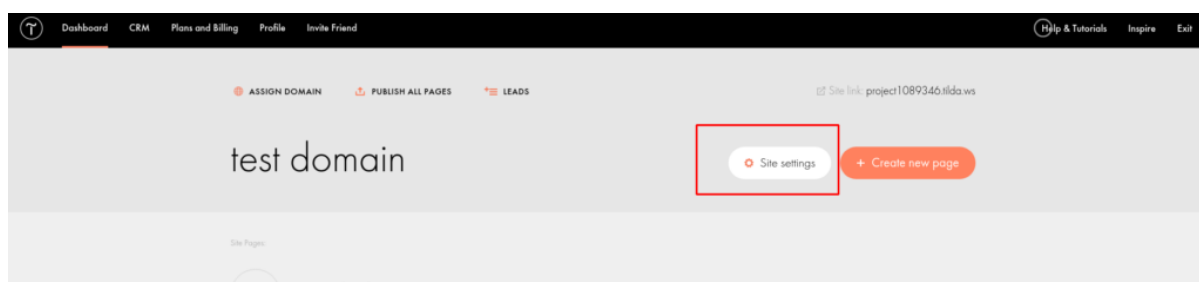 Dashboard CRM Plans and Billing Profile Invite Friend Help & Tutorials Inspire Exit
ASSIGN DOMAIN PUBLISH ALL PAGES LEADS Site link: project1089346.tilda.ws
test domain Site settings + Create new page
Site Pages: